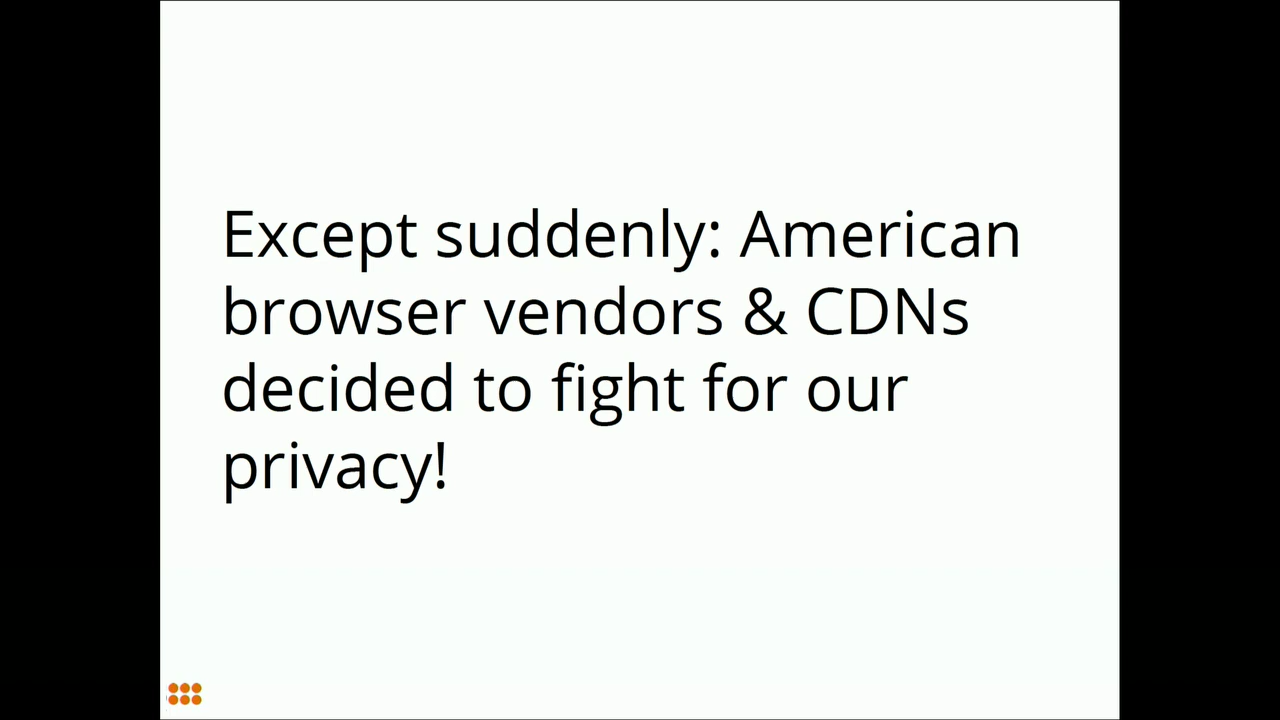 Except suddenly: American
browser vendors & CDNs
decided to fight for our
privacy!